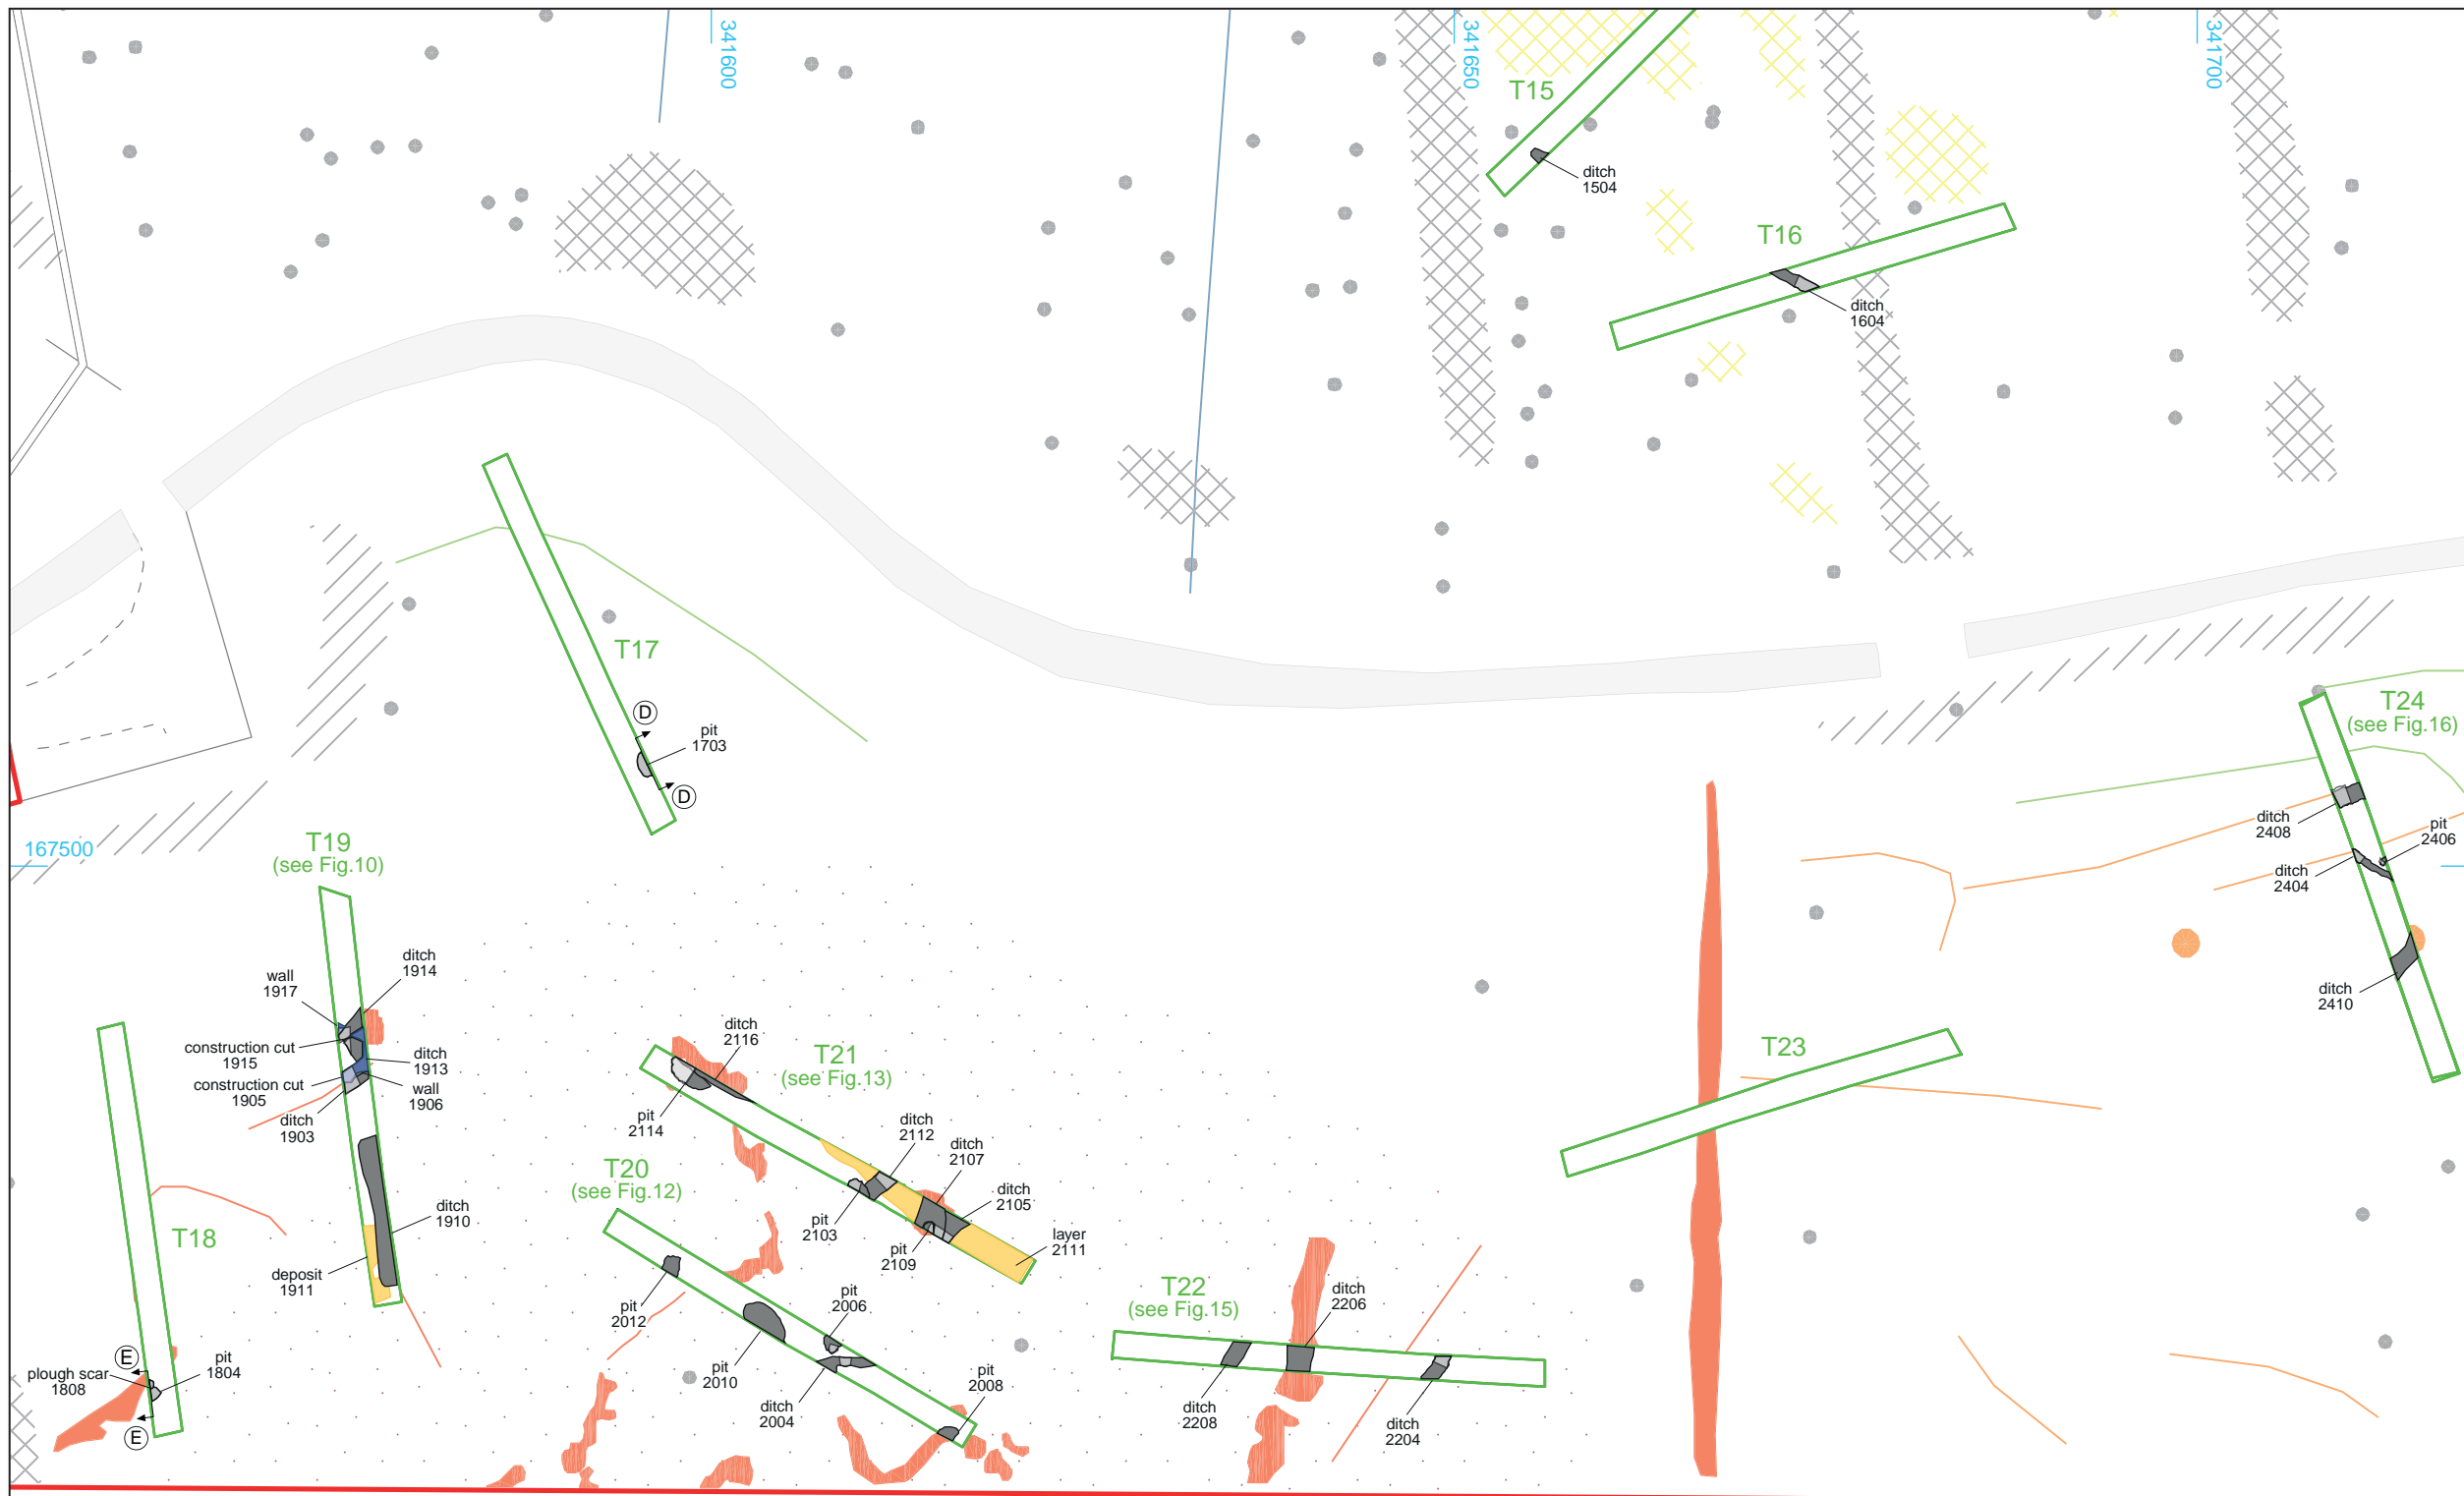 341600
341650
341700
T15
ditch
1504
T16
ditch
1604
T17
D
pit
1703
D
T24
(see Fig.16)
ditch
2408
pit
2406
ditch
2404
ditch
2410
167500
T19
(see Fig.10)
ditch
1914
wall
1917
construction cut
1915
ditch
1913
construction cut
1905
wall
1906
ditch
1903
ditch
1910
deposit
1911
T18
E
plough scar
1808
pit
1804
E
T21
(see Fig.13)
ditch
2116
pit
2114
ditch
2112
ditch
2107
ditch
2105
pit
2103
pit
2109
layer
2111
T20
(see Fig.12)
pit
2012
pit
2010
pit
2006
ditch
2004
pit
2008
T22
(see Fig.15)
ditch
2206
ditch
2208
ditch
2204
T23